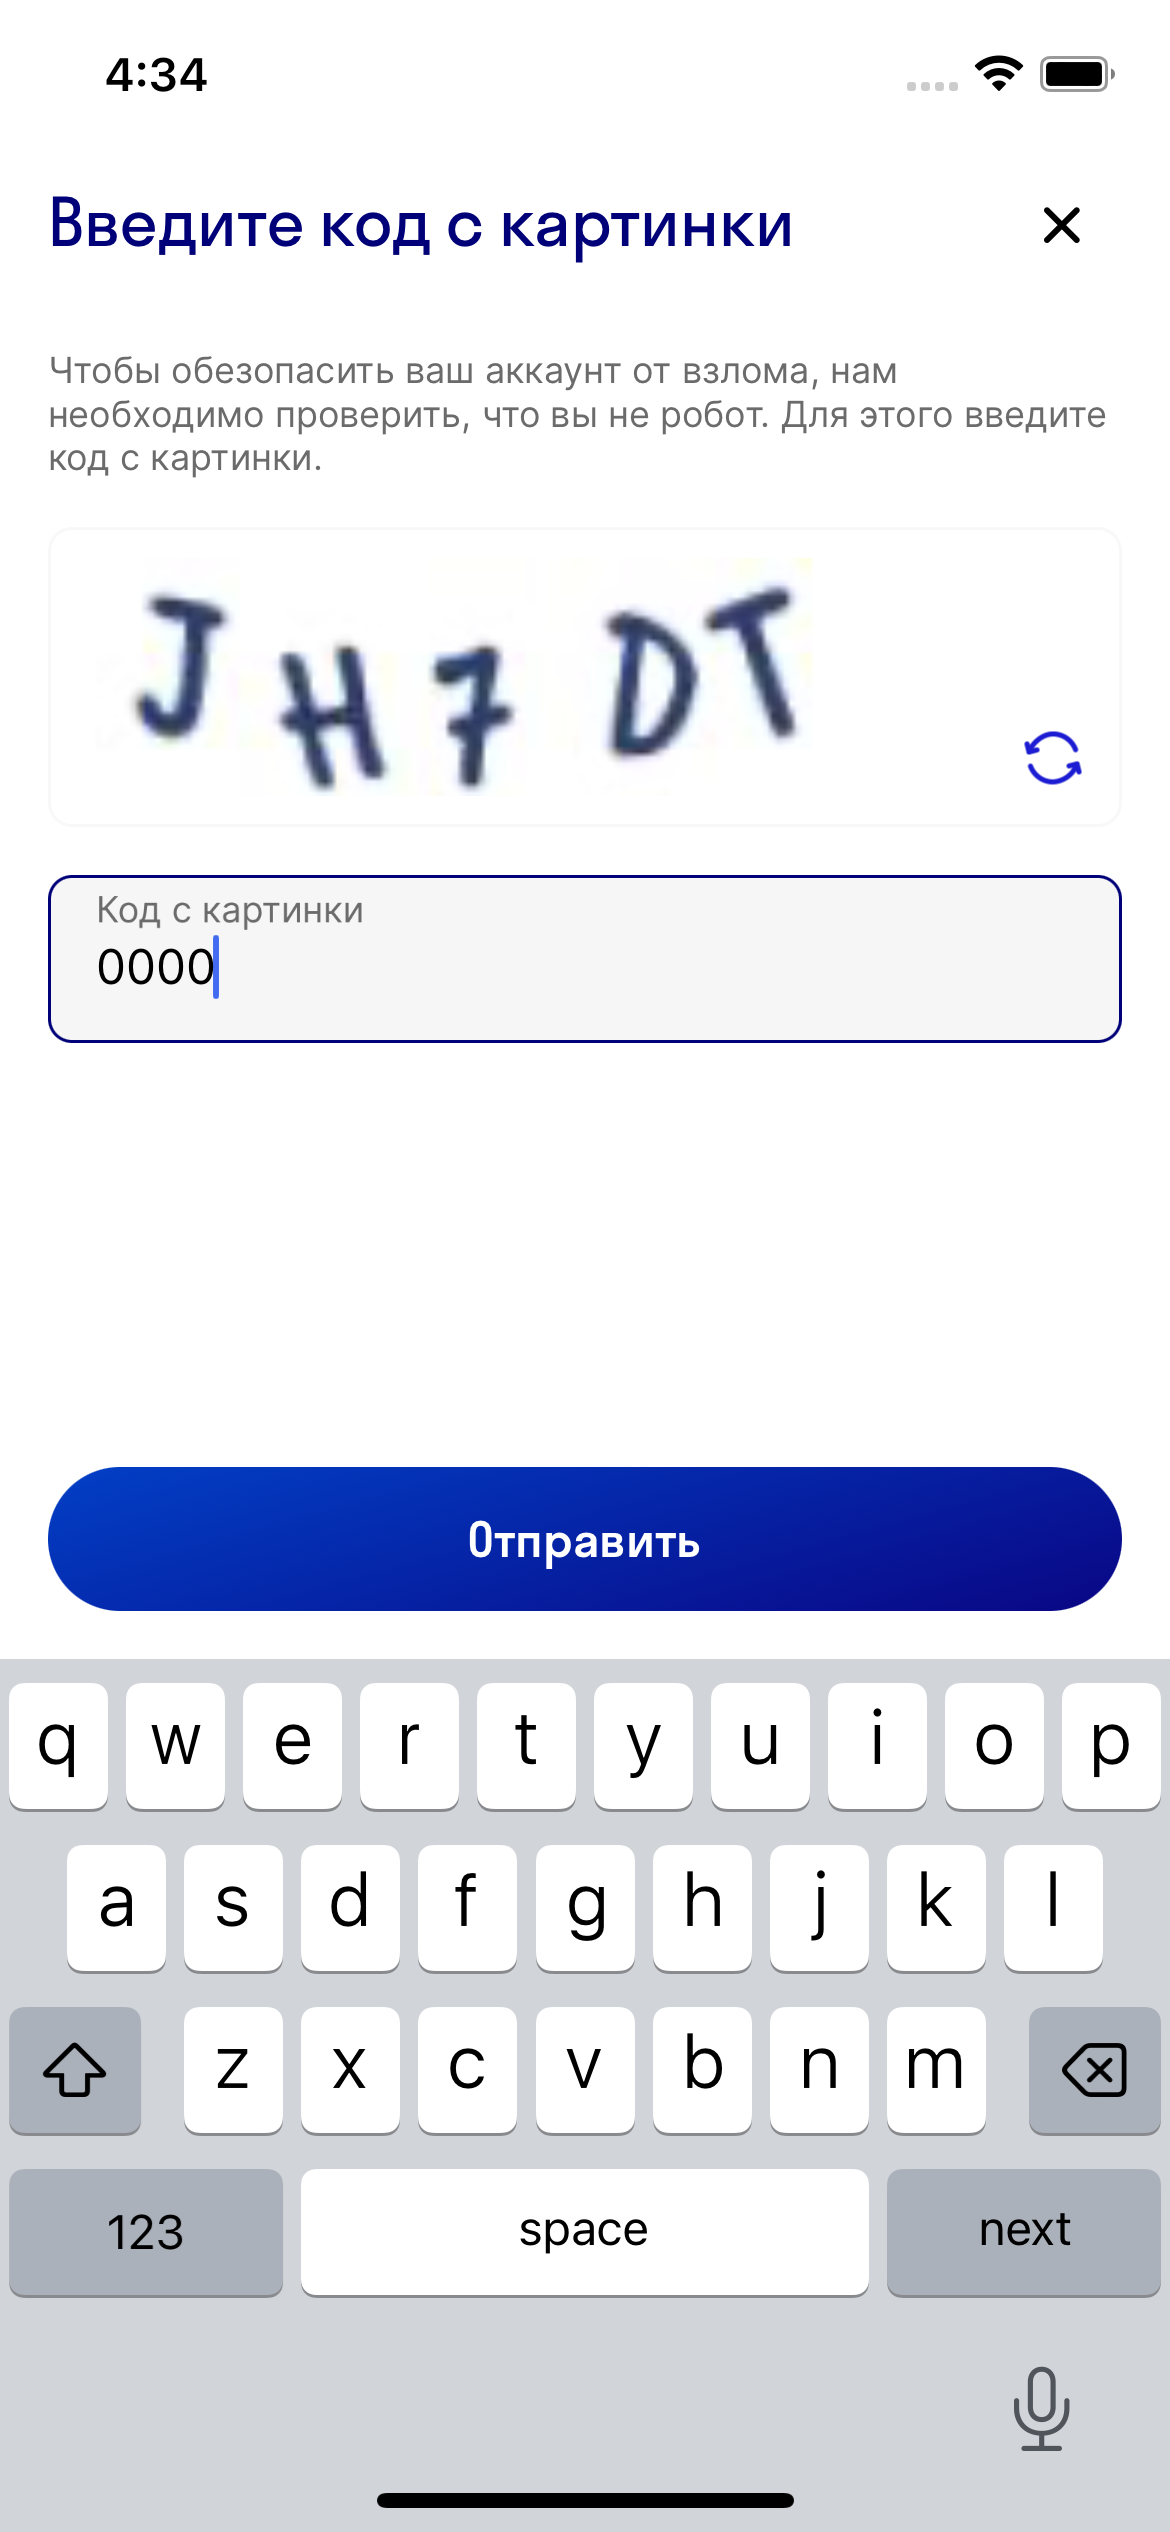 4:34
Введите код с картинки
Чтобы обезопасить ваш аккаунт от взлома, нам
необходимо проверить, что вы не робот. Для этого введите
код с картинки.
J H 7 D T
Код с картинки
0000
Отправить
q w e r t y u i o p
a s d f g h j k l
z x c v b n m
123 space next